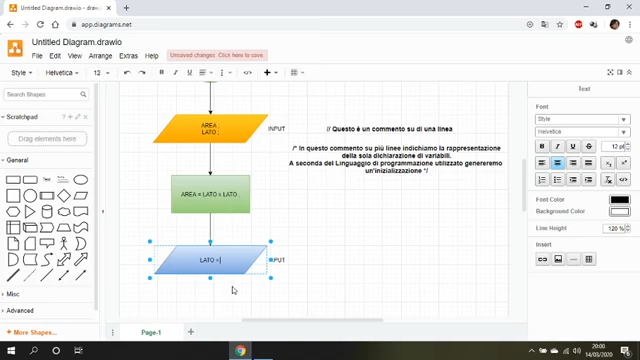 Untitled Diagram.drawio - draw
app.diagrams.net
Untitled Diagram.drawio
File Edit View Arrange Extras Help
Unsaved changes. Click here to save.
Style Helvetica 12 B I U A
Search Shapes
Scratchpad
Drag elements here
General
Text
Misc
Advanced
+ More Shapes...
AREA ;
LATO ;
INPUT
// Questo è un commento su di una linea
/* In questo commento su più linee indichiamo la rappresentazione
della sola dichiarazione di variabili.
A seconda del Linguaggio di programmazione utilizzato genereremo
un'inizializzazione */
AREA = LATO x LATO ;
LATO =
INPUT
Text
Font
Style
Helvetica
B I U S 12 pt
Font Color
Background Color
Line Height 120 %
Insert
Page-1
20:00
14/03/2020